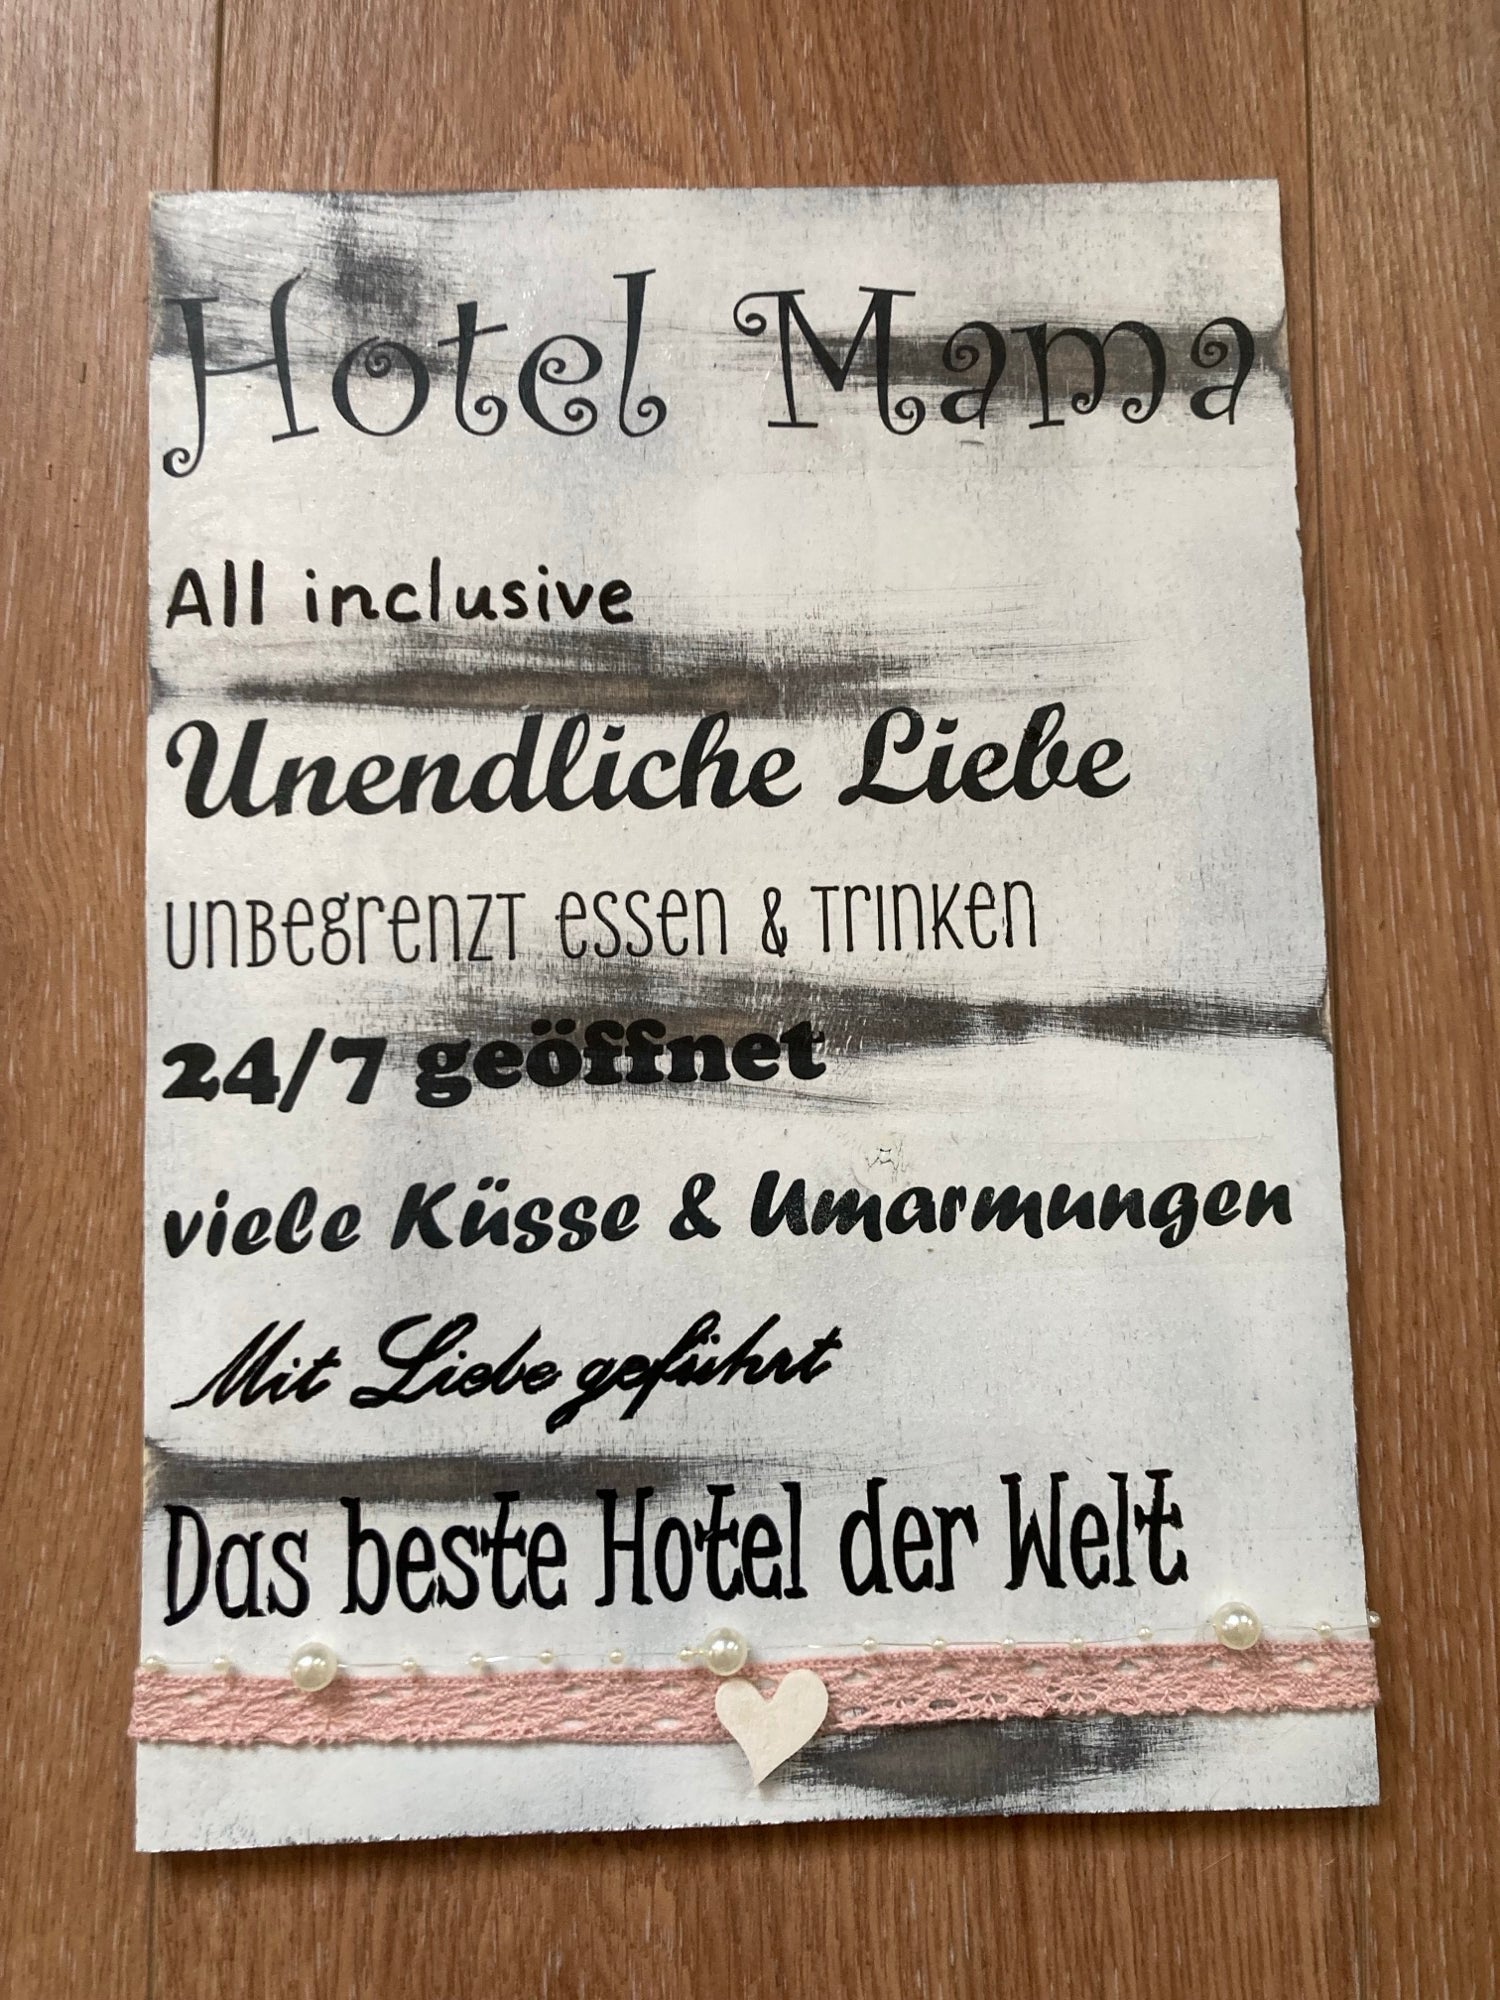 Hotel Mama
All inclusive
Unendliche Liebe
unbegrenzt essen & trinken
24/7 geöffnet
viele Küsse & Umarmungen
Mit Liebe geführt
Das beste Hotel der Welt